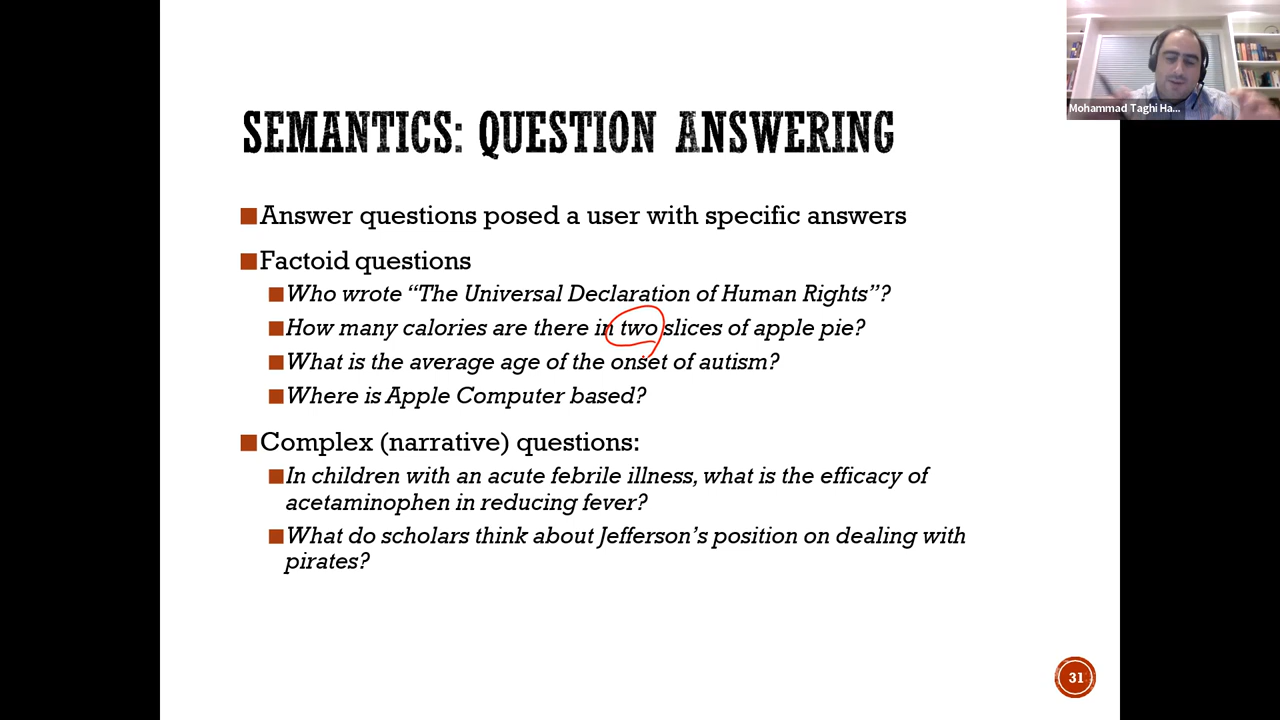 Mohammad Taghi Ha...
SEMANTICS: QUESTION ANSWERING
Answer questions posed a user with specific answers
Factoid questions
Who wrote “The Universal Declaration of Human Rights”?
How many calories are there in two slices of apple pie?
What is the average age of the onset of autism?
Where is Apple Computer based?
Complex (narrative) questions:
In children with an acute febrile illness, what is the efficacy of
acetaminophen in reducing fever?
What do scholars think about Jefferson’s position on dealing with
pirates?
31